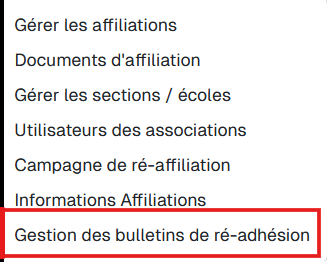 Gérer les affiliations
Documents d'affiliation
Gérer les sections / écoles
Utilisateurs des associations
Campagne de ré-affiliation
Informations Affiliations
Gestion des bulletins de ré-adhésion